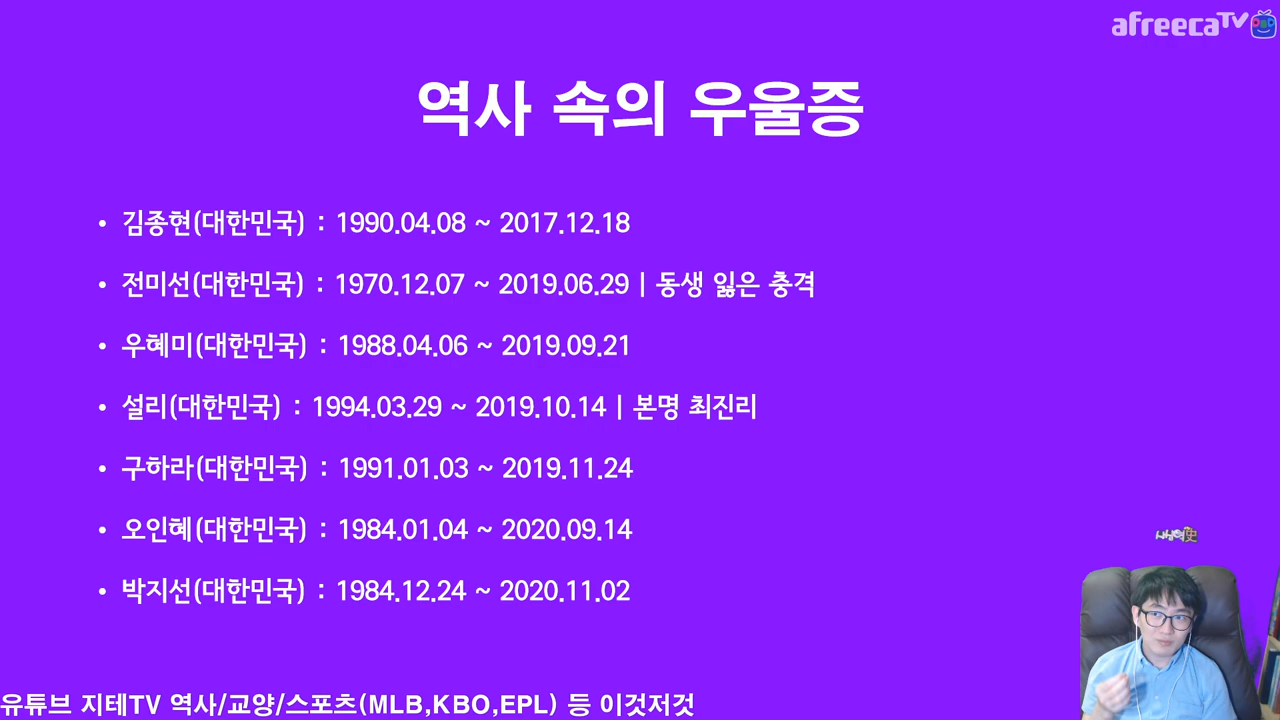 afreecaTV
역사 속의 우울증
• 김종현(대한민국) : 1990.04.08 ~ 2017.12.18
• 전미선(대한민국) : 1970.12.07 ~ 2019.06.29 | 동생 잃은 충격
• 우혜미(대한민국) : 1988.04.06 ~ 2019.09.21
• 설리(대한민국) : 1994.03.29 ~ 2019.10.14 | 본명 최진리
• 구하라(대한민국) : 1991.01.03 ~ 2019.11.24
• 오인혜(대한민국) : 1984.01.04 ~ 2020.09.14
• 박지선(대한민국) : 1984.12.24 ~ 2020.11.02
유튜브 지테TV 역사/교양/스포츠(MLB,KBO,EPL) 등 이것저것